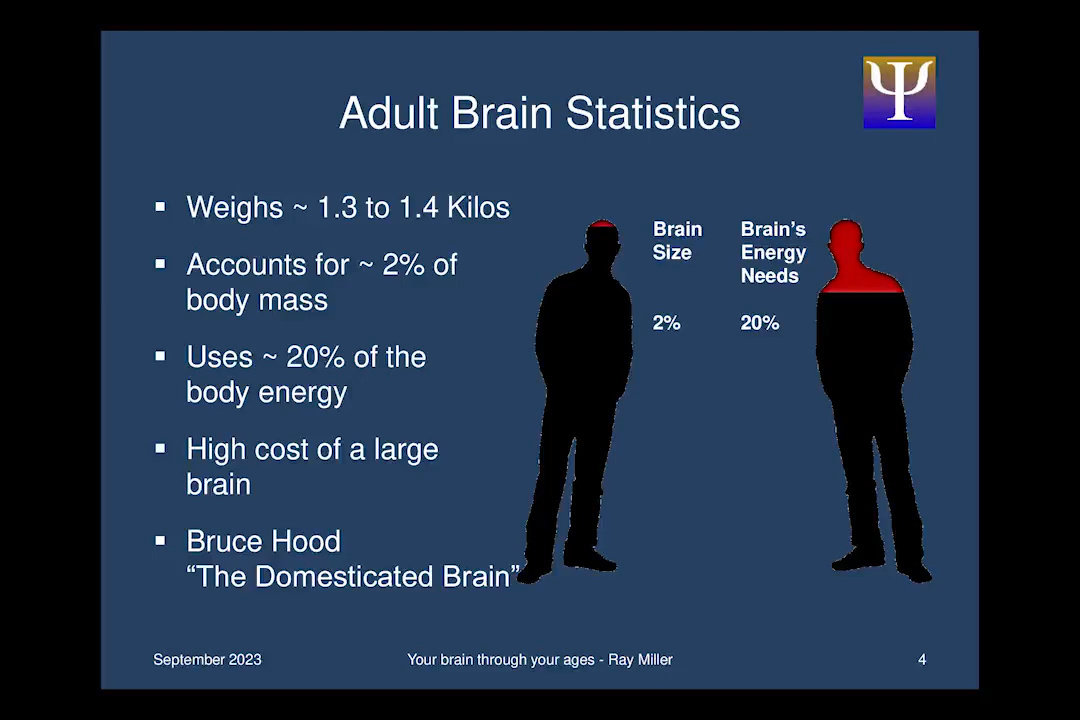 Ψ
Adult Brain Statistics
Weighs ~ 1.3 to 1.4 Kilos
Accounts for ~ 2% of
body mass
Uses ~ 20% of the
body energy
High cost of a large
brain
Bruce Hood
“The Domesticated Brain”
Brain
Size
2%
Brain’s
Energy
Needs
20%
September 2023
Your brain through your ages - Ray Miller
4